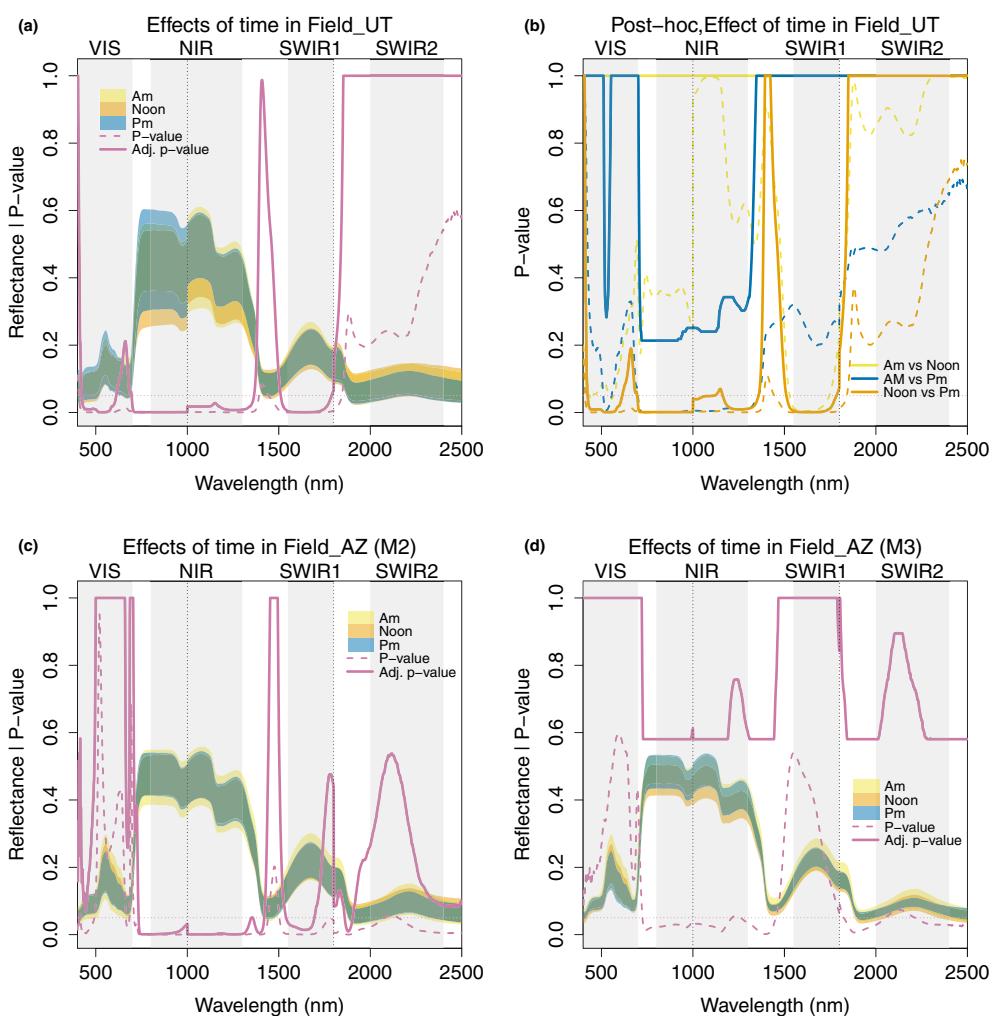 (a)
Effects of time in Field_UT
VIS NIR SWIR1 SWIR2
Am
Noon
Pm
P−value
Adj. p−value
Reflectance | P−value
0.0 0.2 0.4 0.6 0.8 1.0
500 1000 1500 2000 2500
Wavelength (nm)
(b)
Post−hoc,Effect of time in Field_UT
VIS NIR SWIR1 SWIR2
P−value
0.0 0.2 0.4 0.6 0.8 1.0
Am vs Noon
AM vs Pm
Noon vs Pm
500 1000 1500 2000 2500
Wavelength (nm)
(c)
Effects of time in Field_AZ (M2)
VIS NIR SWIR1 SWIR2
Am
Noon
Pm
P−value
Adj. p−value
Reflectance | P−value
0.0 0.2 0.4 0.6 0.8 1.0
500 1000 1500 2000 2500
Wavelength (nm)
(d)
Effects of time in Field_AZ (M3)
VIS NIR SWIR1 SWIR2
Reflectance | P−value
0.0 0.2 0.4 0.6 0.8 1.0
Am
Noon
Pm
P−value
Adj. p−value
500 1000 1500 2000 2500
Wavelength (nm)